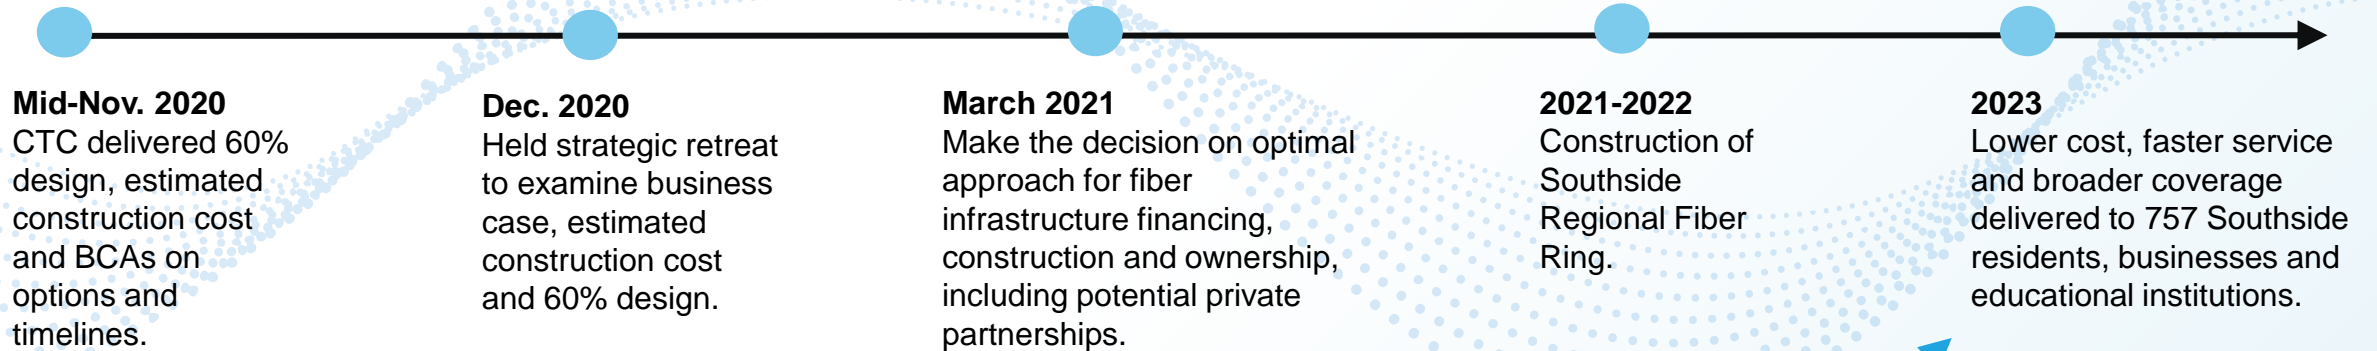 Mid-Nov. 2020
CTC delivered 60%
design, estimated
construction cost
and BCAs on
options and
timelines.
Dec. 2020
Held strategic retreat
to examine business
case, estimated
construction cost
and 60% design.
March 2021
Make the decision on optimal
approach for fiber
infrastructure financing,
construction and ownership,
including potential private
partnerships.
2021-2022
Construction of
Southside
Regional Fiber
Ring.
2023
Lower cost, faster service
and broader coverage
delivered to 757 Southside
residents, businesses and
educational institutions.